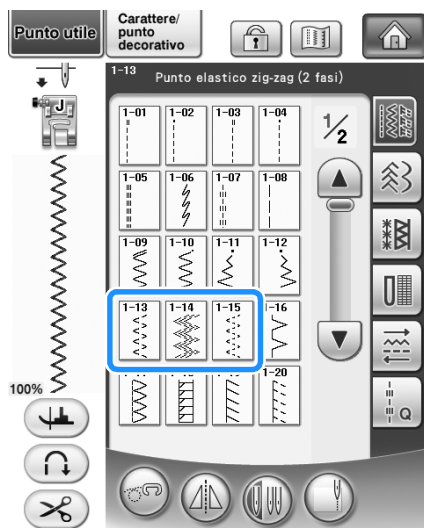 Punto utile
Carattere/
punto
decorativo
1-13
Punto elastico zig-zag (2 fasi)
J
1-01 1-02 1-03 1-04
1/2
1-05 1-06 1-07 1-08
1-09 1-10 1-11 1-12
1-13 1-14 1-15 1-16
100%
1-20
Q